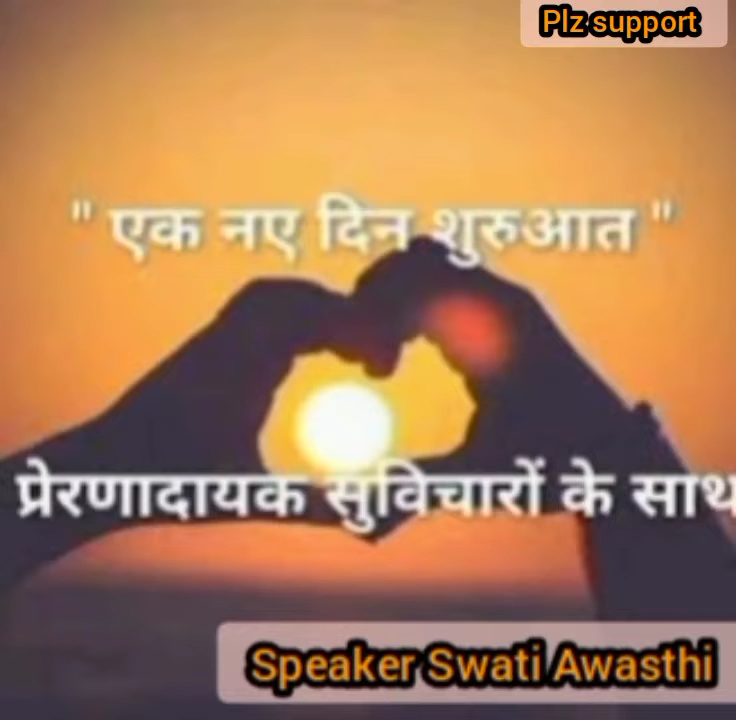 Plz support
" एक नए दिन शुरुआत "
प्रेरणादायक सुविचारों के साथ
Speaker Swati Awasthi